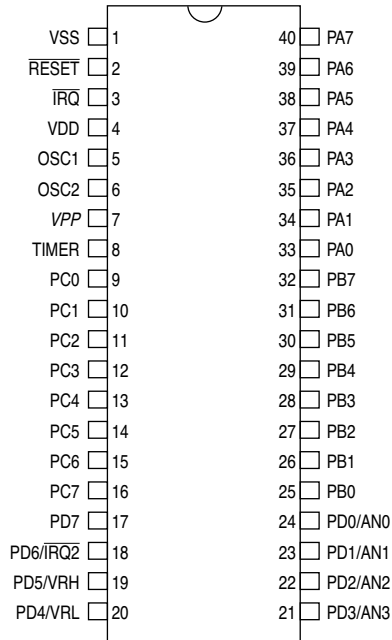 VSS 1 40 PA7
RESET 2 39 PA6
IRQ 3 38 PA5
VDD 4 37 PA4
OSC1 5 36 PA3
OSC2 6 35 PA2
VPP 7 34 PA1
TIMER 8 33 PA0
PC0 9 32 PB7
PC1 10 31 PB6
PC2 11 30 PB5
PC3 12 29 PB4
PC4 13 28 PB3
PC5 14 27 PB2
PC6 15 26 PB1
PC7 16 25 PB0
PD7 17 24 PD0/AN0
PD6/IRQ2 18 23 PD1/AN1
PD5/VRH 19 22 PD2/AN2
PD4/VRL 20 21 PD3/AN3